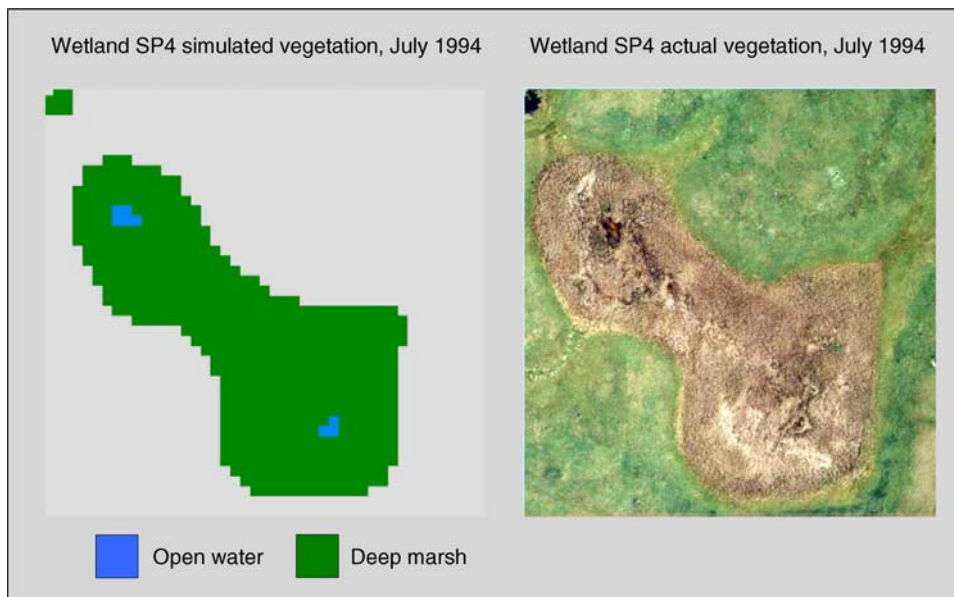 Wetland SP4 simulated vegetation, July 1994
Wetland SP4 actual vegetation, July 1994
Open water
Deep marsh